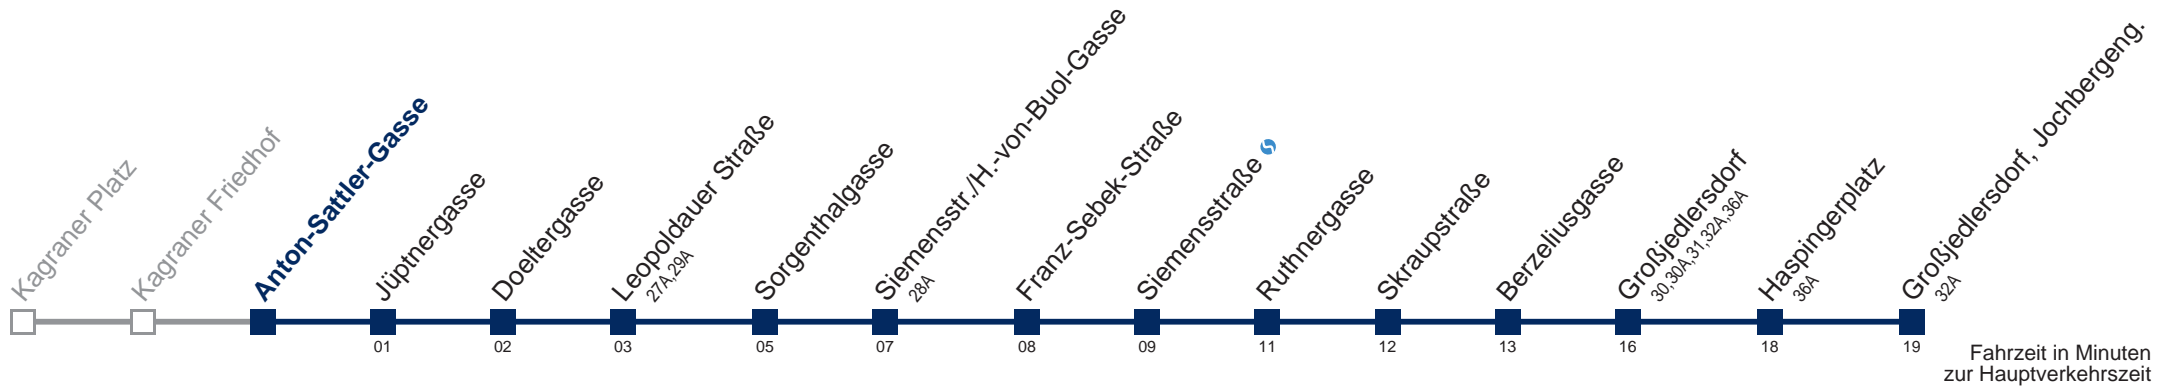 Kagraner Platz
Kagraner Friedhof
Anton-Sattler-Gasse
Jüptnergasse
Doeltergasse
Leopoldauer Straße
27A,29A
Sorgenthalgasse
Siemensstr./H.-von-Buol-Gasse
28A
Franz-Sebek-Straße
Siemensstraße
Ruthnergasse
Skraupstraße
Berzeliusgasse
Großjedlersdorf
30,30A,31,32A,36A
Haspingerplatz
36A
Großjedlersdorf, Jochbergeng.
32A
01 02 03 05 07 08 09 11 12 13 16 18 19
Fahrzeit in Minuten
zur Hauptverkehrszeit